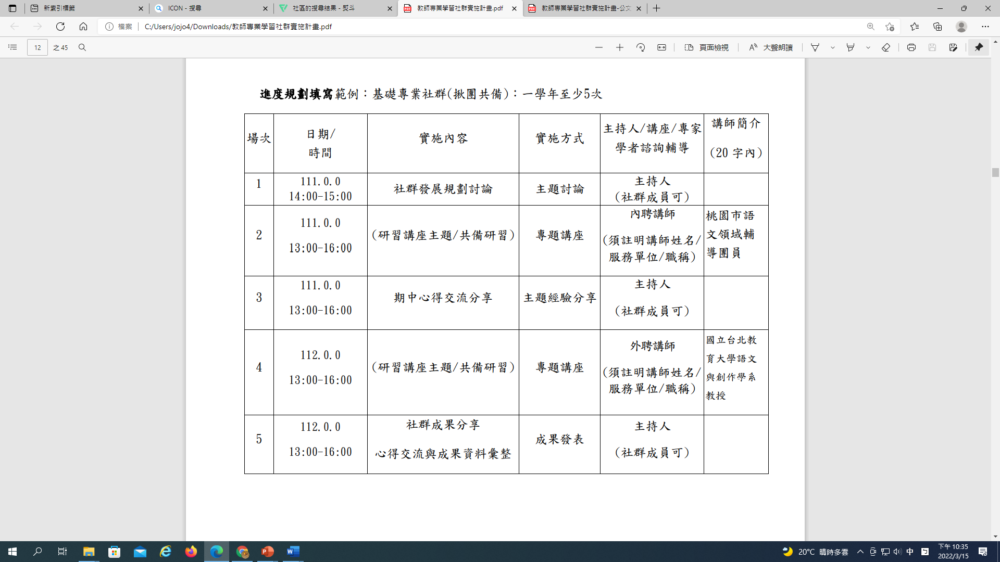 新索引標籤
ICON - 搜尋
社區的搜尋結果 - 熨斗
教師專業學習社群實施計畫.pdf
教師專業學習社群實施計畫-公文
檔案
C:/Users/jojo4/Downloads/教師專業學習社群實施計畫.pdf
12 之 45
頁面檢視
大聲朗讀
進度規劃填寫範例：基礎專業社群(揪團共備)：一學年至少5次
場次
日期/
時間
實施內容
實施方式
主持人/講座/專家
學者諮詢輔導
講師簡介
(20 字內)
1
111.0.0
14:00-15:00
社群發展規劃討論
主題討論
主持人
(社群成員可)
2
111.0.0
13:00-16:00
(研習講座主題/共備研習)
專題講座
內聘講師
(須註明講師姓名/
服務單位/職稱)
桃園市語
文領域輔
導團員
3
111.0.0
13:00-16:00
期中心得交流分享
主題經驗分享
主持人
(社群成員可)
4
112.0.0
13:00-16:00
(研習講座主題/共備研習)
專題講座
外聘講師
(須註明講師姓名/
服務單位/職稱)
國立台北教
育大學語文
與創作學系
教授
5
112.0.0
13:00-16:00
社群成果分享
心得交流與成果資料彙整
成果發表
主持人
(社群成員可)
20°C 晴時多雲
中
下午 10:35
2022/3/15